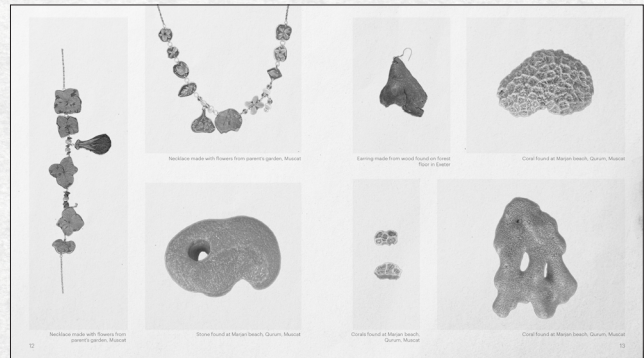 Necklace made with flowers from parent's garden, Muscat
Earring made from wood found on forest
floor in Exeter
Coral found at Marjan beach, Qurum, Muscat
Necklace made with flowers from
parent's garden, Muscat
Stone found at Marjan beach, Qurum, Muscat
Corals found at Marjan beach,
Qurum, Muscat
Coral found at Marjan beach, Qurum, Muscat
12
13